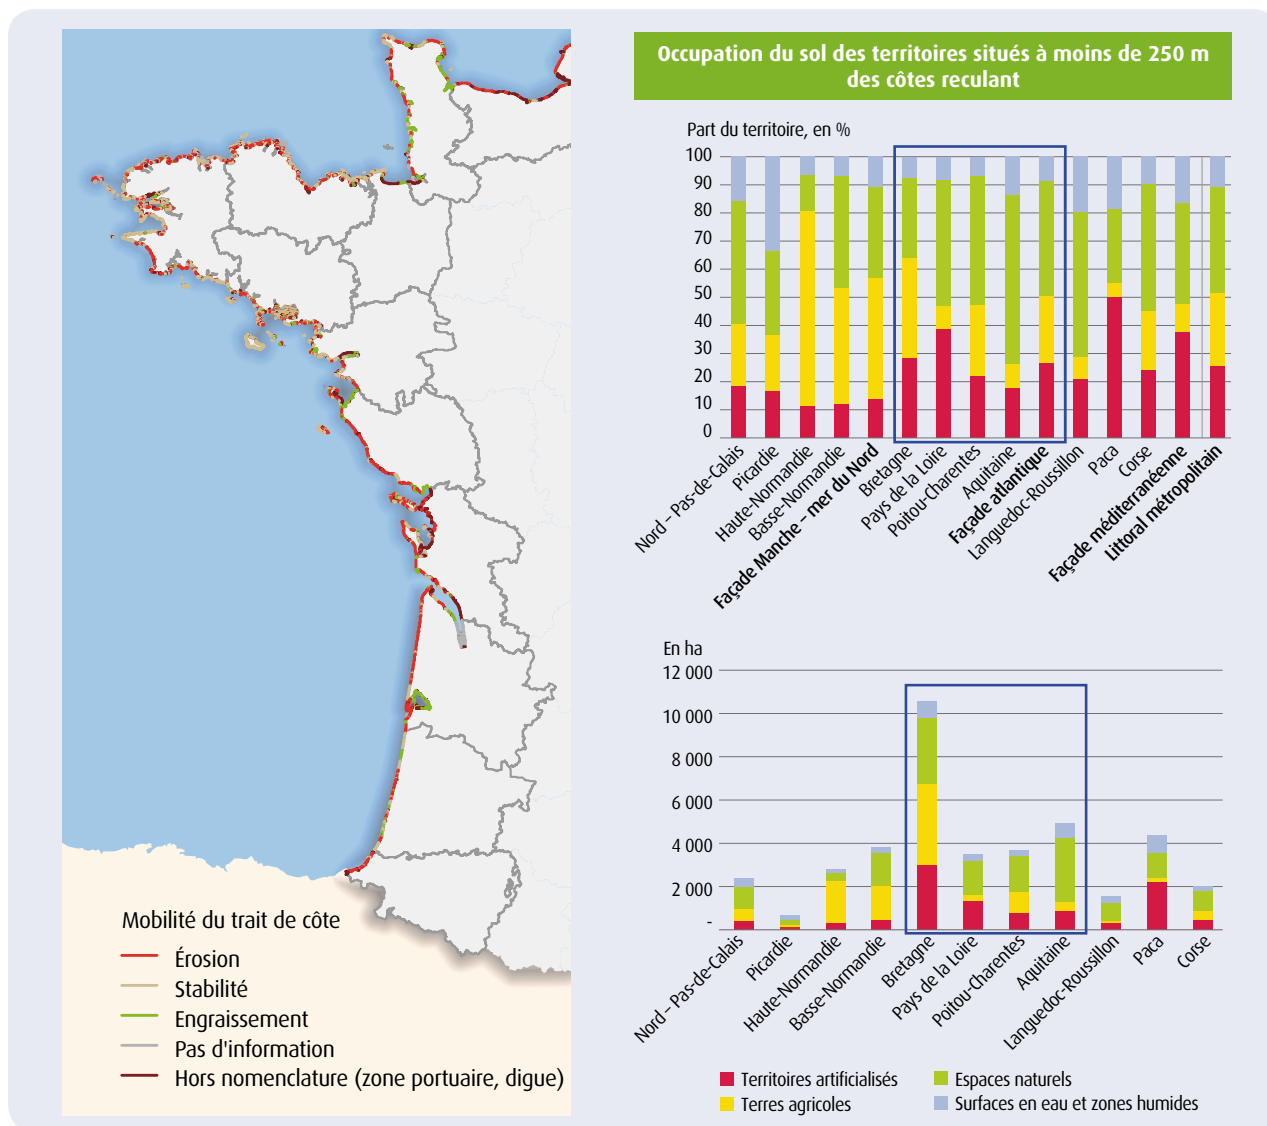 Mobilité du trait de côte
Érosion
Stabilité
Engraissement
Pas d'information
Hors nomenclature (zone portuaire, digue)
Occupation du sol des territoires situés à moins de 250 m
des côtes reculant
Part du territoire, en %
100
90
80
70
60
50
40
30
20
10
0
Nord – Pas-de-Calais
Picardie
Haute-Normandie
Basse-Normandie
Façade Manche – mer du Nord
Bretagne
Pays de la Loire
Poitou-Charentes
Aquitaine
Façade atlantique
Languedoc-Roussillon
Paca
Corse
Façade méditerranéenne
Littoral métropolitain
En ha
12 000
10 000
8 000
6 000
4 000
2 000
-
Nord – Pas-de-Calais
Picardie
Haute-Normandie
Basse-Normandie
Bretagne
Pays de la Loire
Poitou-Charentes
Aquitaine
Languedoc-Roussillon
Paca
Corse
Territoires artificialisés
Terres agricoles
Espaces naturels
Surfaces en eau et zones humides